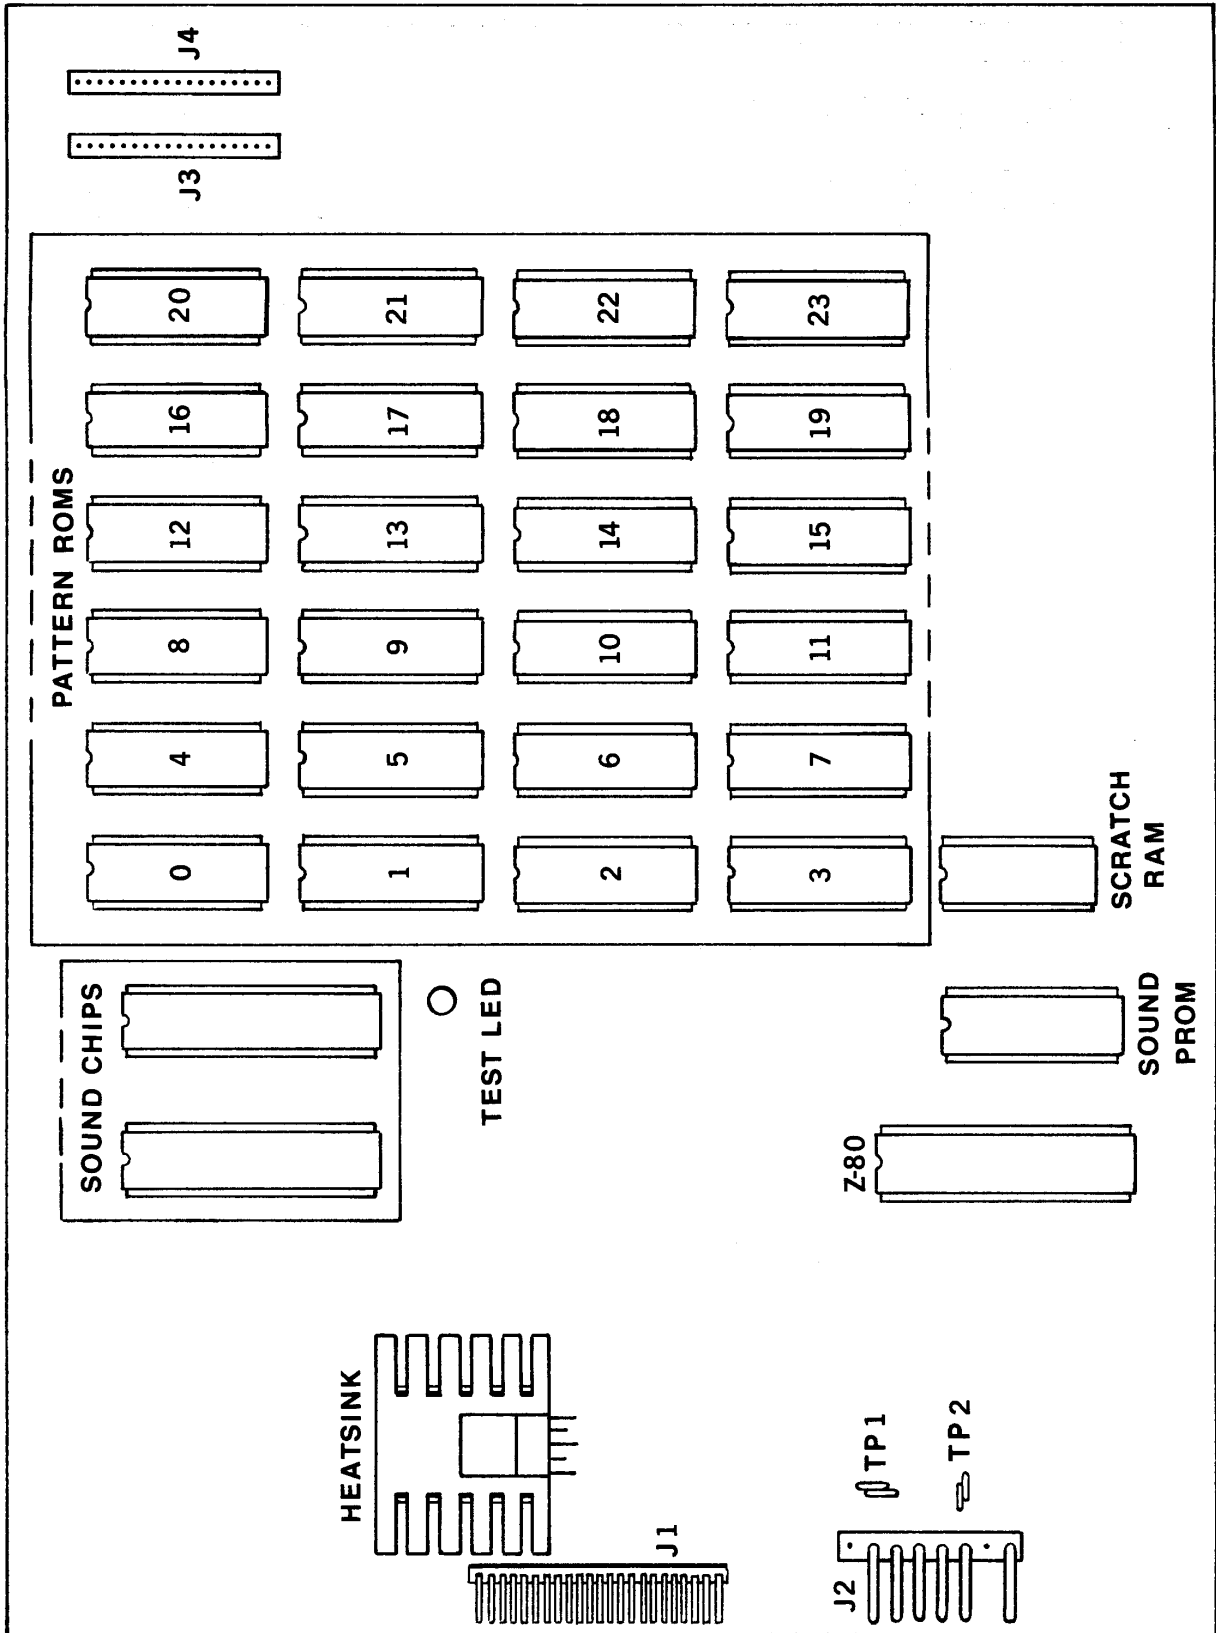 J4
J3
PATTERN ROMS
20
21
22
23
16
17
18
19
12
13
14
15
8
9
10
11
4
5
6
7
0
1
2
3
SCRATCH
RAM
SOUND CHIPS
TEST LED
SOUND
PROM
Z-80
HEATSINK
J1
TP1
TP2
J2